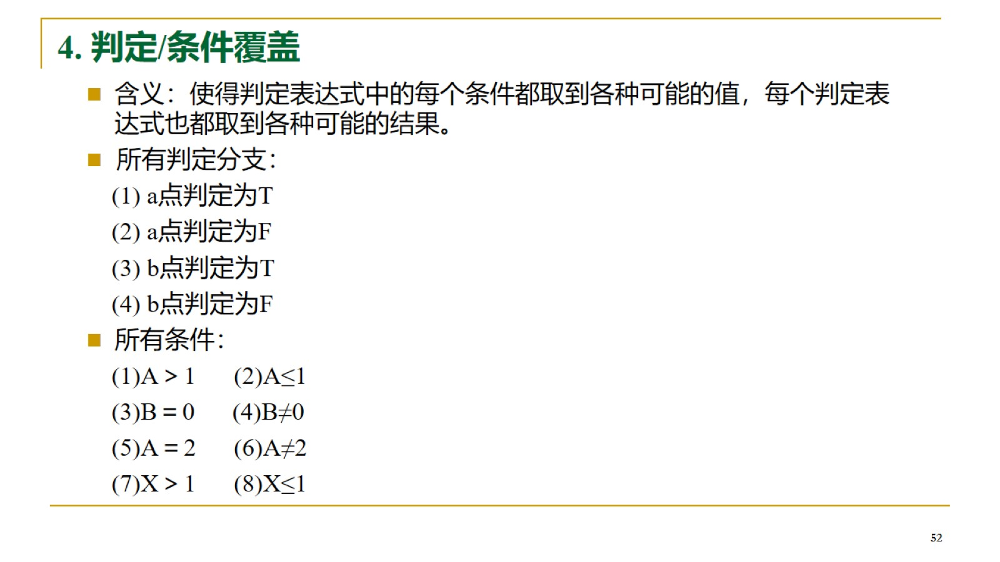 4. 判定/条件覆盖
含义：使得判定表达式中的每个条件都取到各种可能的值，每个判定表
达式也都取到各种可能的结果。
所有判定分支：
(1) a点判定为T
(2) a点判定为F
(3) b点判定为T
(4) b点判定为F
所有条件：
(1)A > 1 (2)A≤1
(3)B = 0 (4)B≠0
(5)A = 2 (6)A≠2
(7)X > 1 (8)X≤1
52